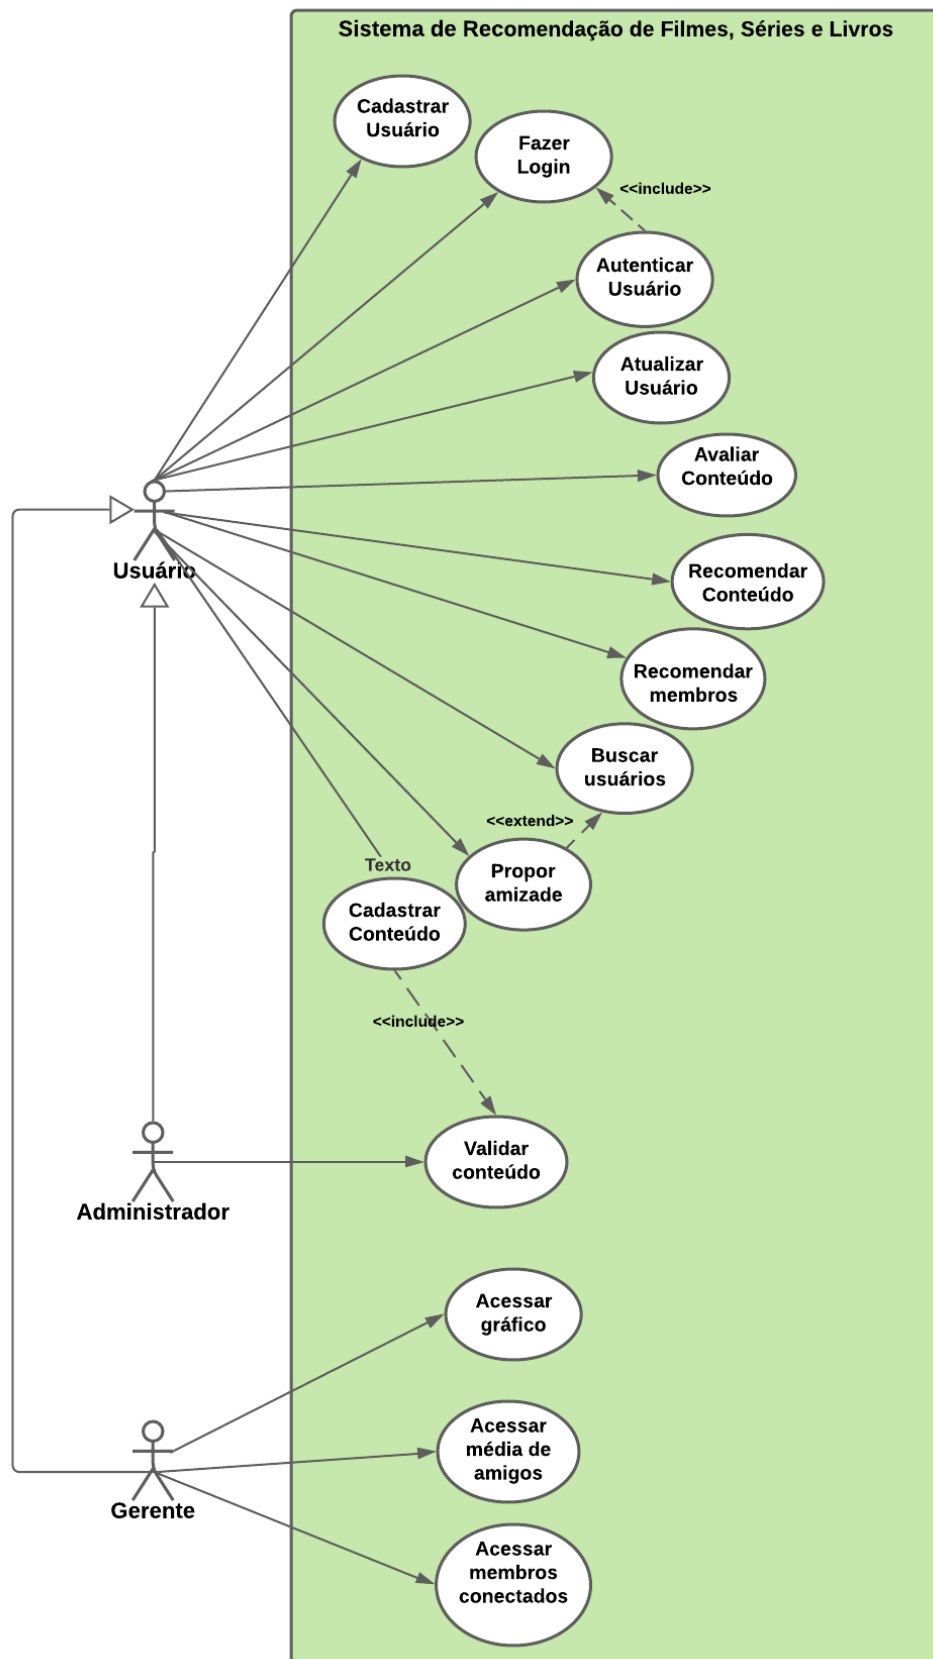 Sistema de Recomendação de Filmes, Séries e Livros
Cadastrar
Usuário
Fazer
Login
<<include>>
Autenticar
Usuário
Atualizar
Usuário
Avaliar
Conteúdo
Usuário
Recomendar
Conteúdo
Recomendar
membros
Buscar
usuários
<<extend>>
Propor
amizade
Texto
Cadastrar
Conteúdo
<<include>>
Validar
conteúdo
Administrador
Acessar
gráfico
Acessar
média de
amigos
Gerente
Acessar
membros
conectados